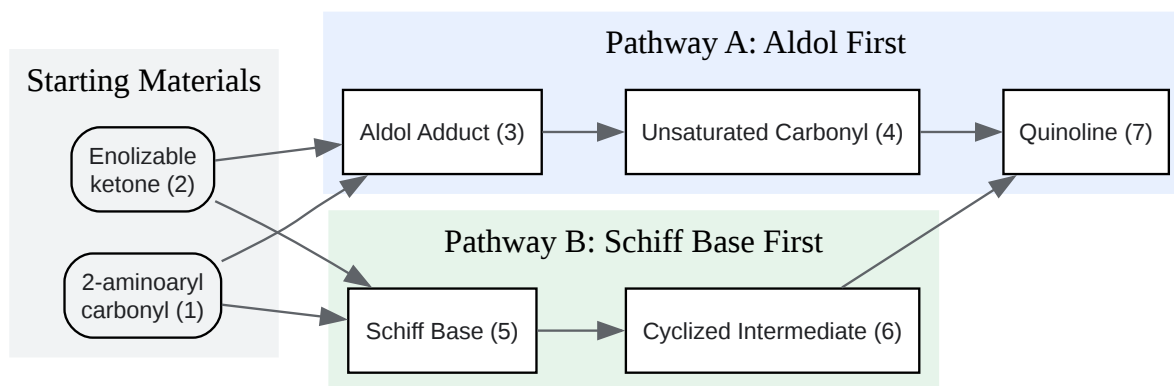 Starting Materials
Enolizable
ketone (2)
2-aminoaryl
carbonyl (1)
Pathway A: Aldol First
Aldol Adduct (3)
Unsaturated Carbonyl (4)
Quinoline (7)
Pathway B: Schiff Base First
Schiff Base (5)
Cyclized Intermediate (6)